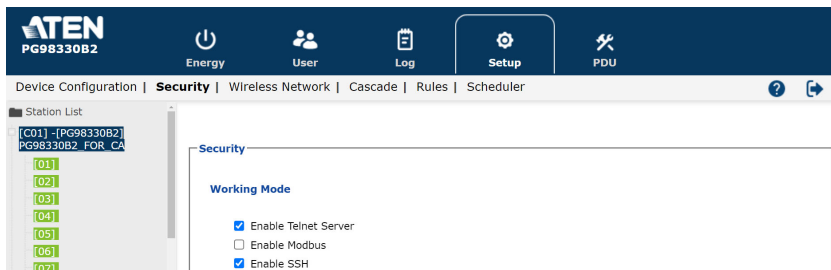 ATEN
PG98330B2
Energy
User
Log
Setup
PDU
Device Configuration | Security | Wireless Network | Cascade | Rules | Scheduler
?
Station List
[C01] -[PG98330B2]
PG98330B2_FOR_CA
[01]
[02]
[03]
[04]
[05]
[06]
[07]
Security
Working Mode
Enable Telnet Server
Enable Modbus
Enable SSH